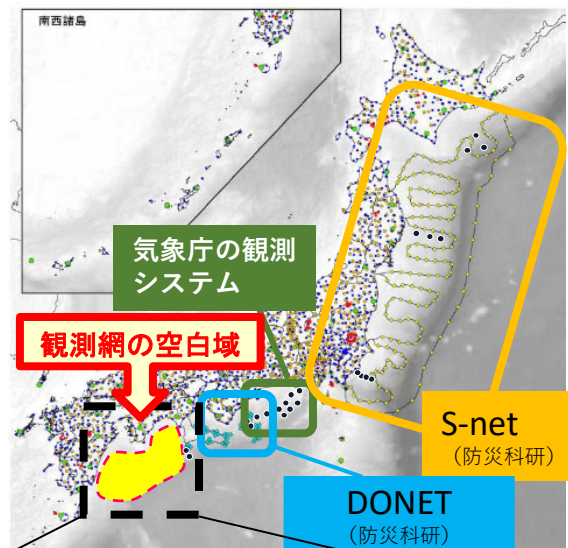 南西諸島
気象庁の観測
システム
観測網の空白域
S-net
（防災科研）
DONET
（防災科研）